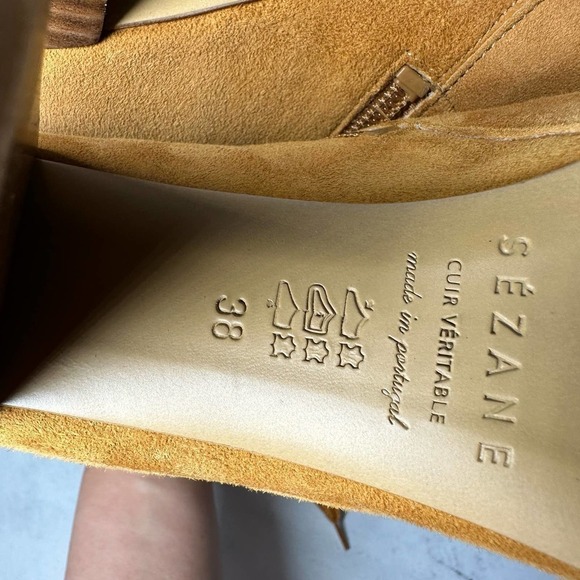 SÉZANE
CUIR VÉRITABLE
made in portugal
38